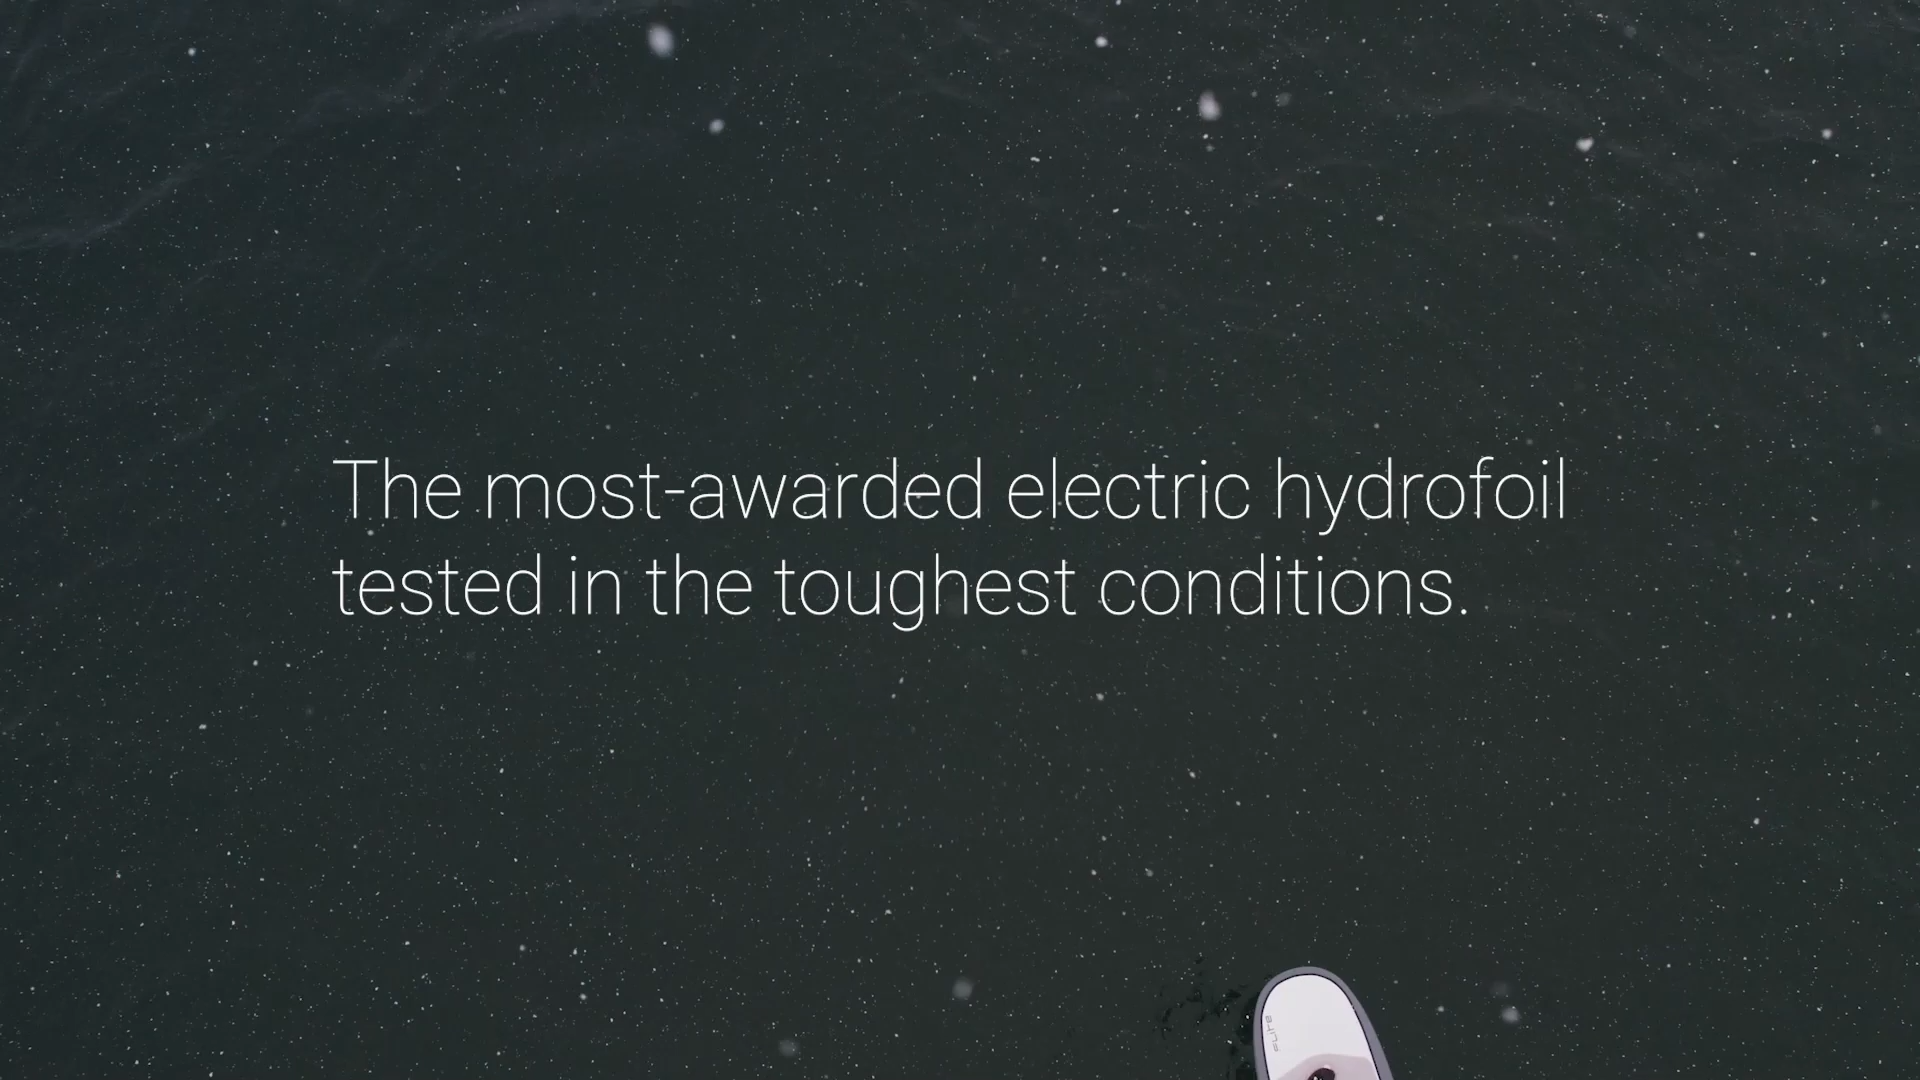 The most-awarded electric hydrofoil
tested in the toughest conditions.